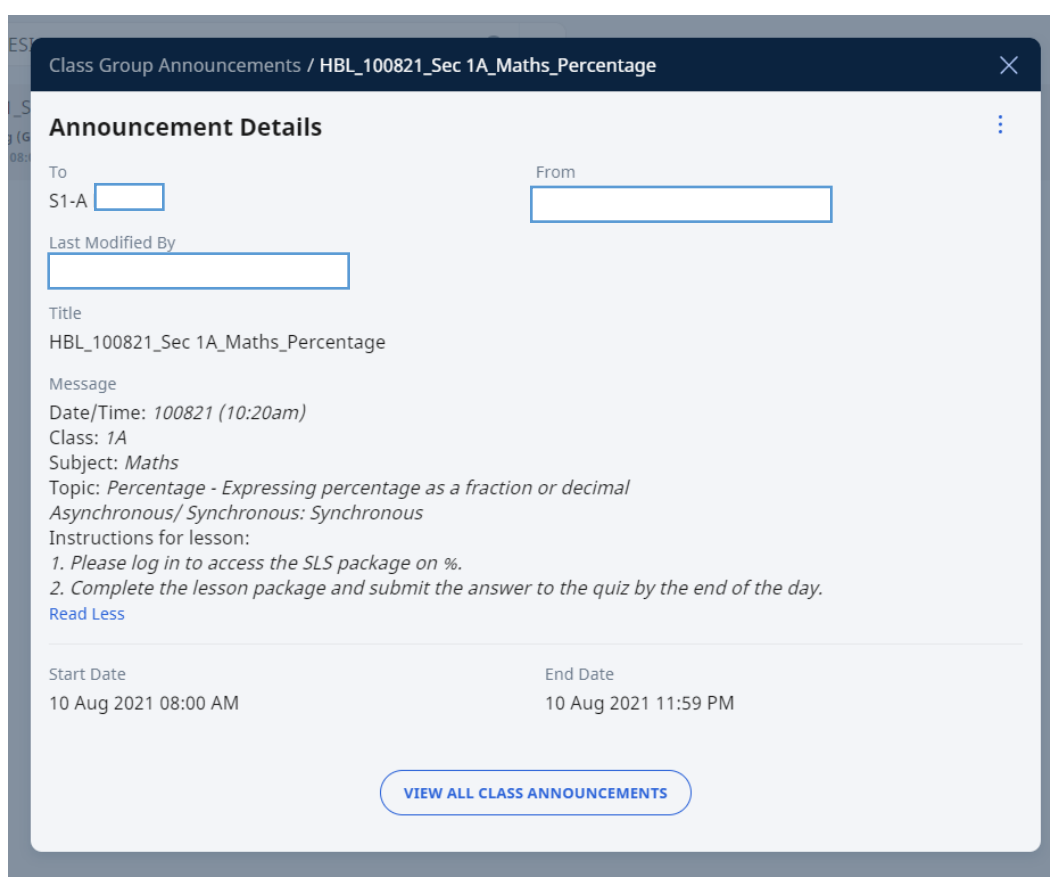 ESI
Class Group Announcements / HBL_100821_Sec 1A_Maths_Percentage
Announcement Details
To
From
S1-A
Last Modified By
Title
HBL_100821_Sec 1A_Maths_Percentage
Message
Date/Time: 100821 (10:20am)
Class: 1A
Subject: Maths
Topic: Percentage - Expressing percentage as a fraction or decimal
Asynchronous/ Synchronous: Synchronous
Instructions for lesson:
1. Please log in to access the SLS package on %.
2. Complete the lesson package and submit the answer to the quiz by the end of the day.
Read Less
Start Date
End Date
10 Aug 2021 08:00 AM
10 Aug 2021 11:59 PM
VIEW ALL CLASS ANNOUNCEMENTS